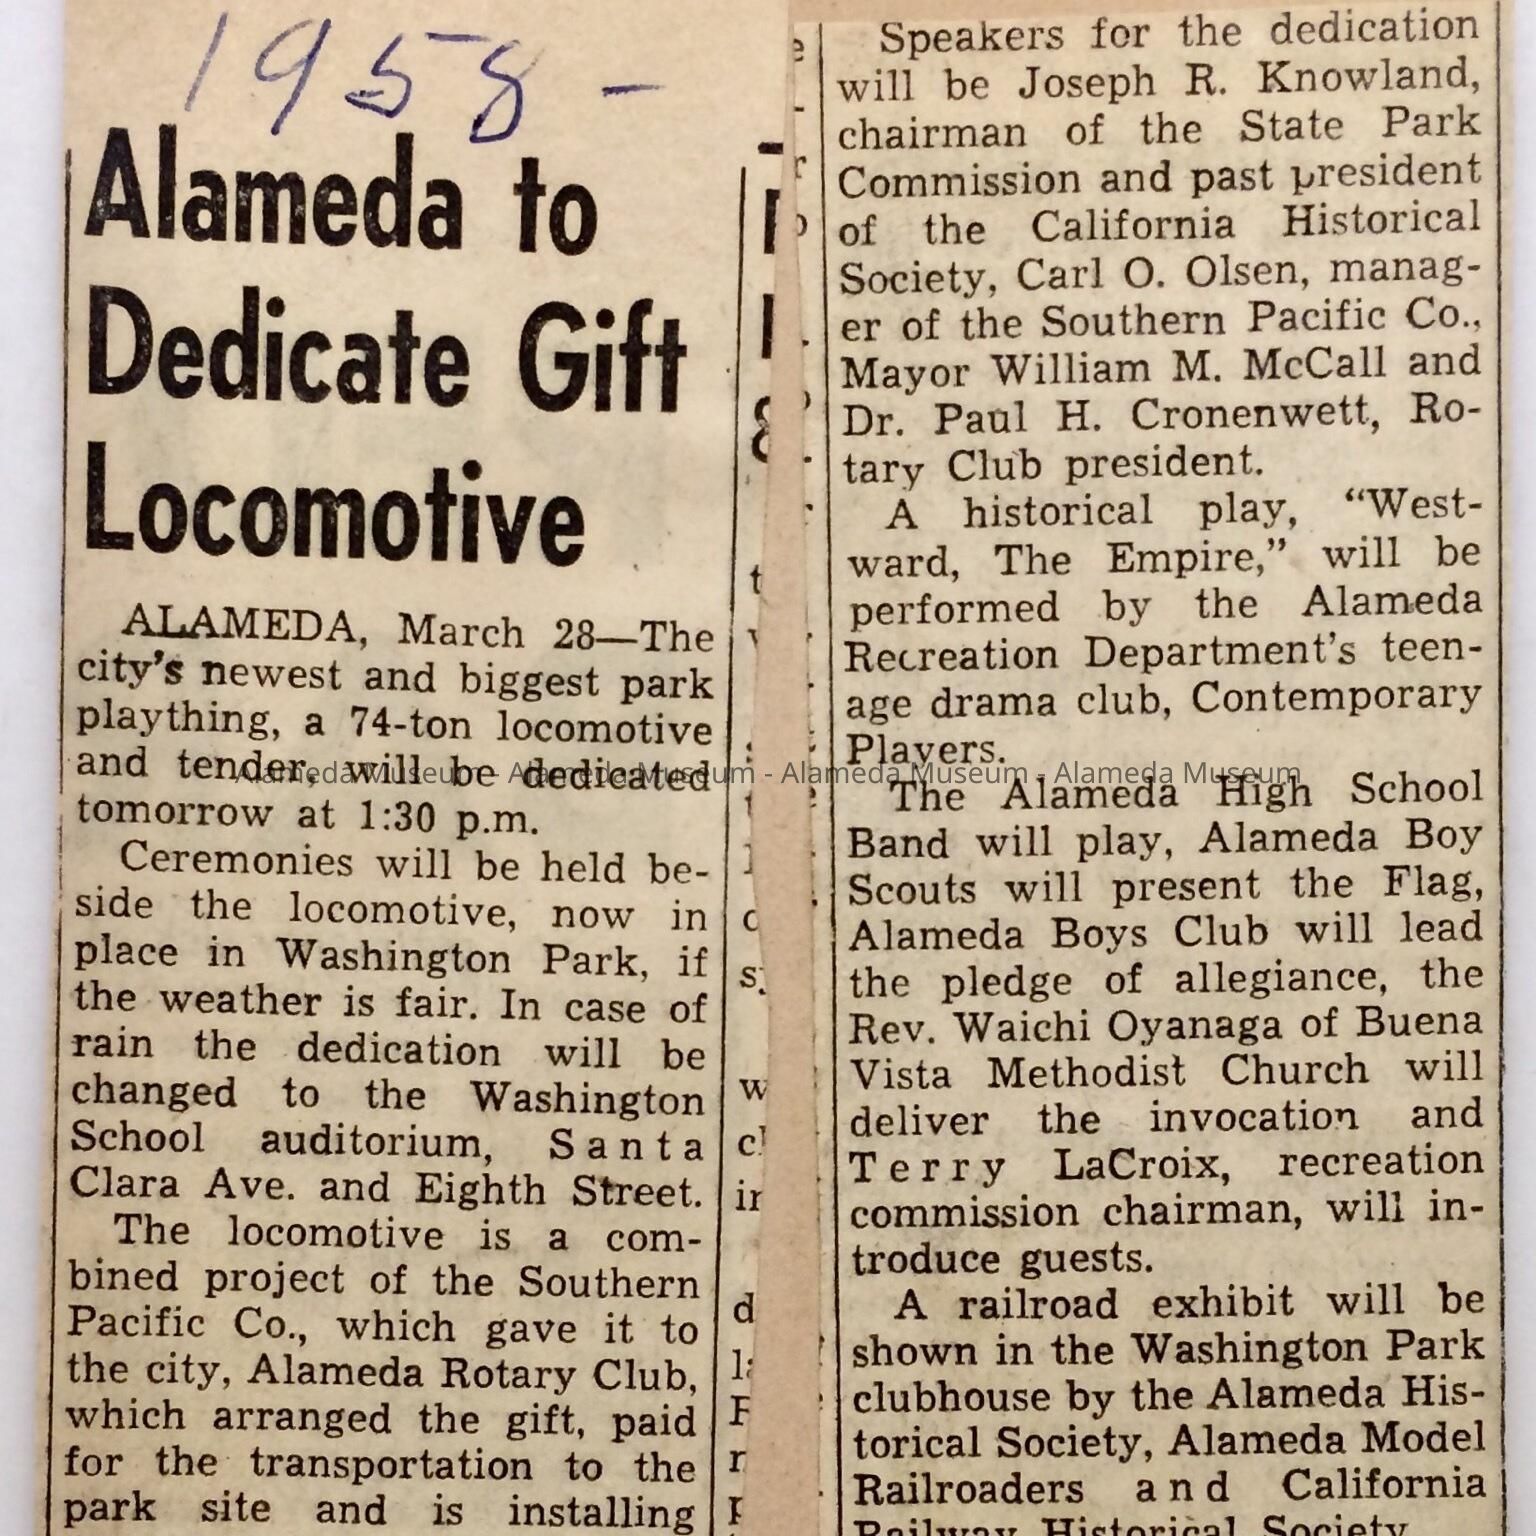 1958 -
Alameda to
Dedicate Gift
Locomotive
ALAMEDA, March 28—The
city's newest and biggest park
plaything, a 74-ton locomotive
and tender, will be dedicated
tomorrow at 1:30 p.m.
Ceremonies will be held be-
side the locomotive, now in
place in Washington Park, if
the weather is fair. In case of
rain the dedication will be
changed to the Washington
School auditorium, Santa
Clara Ave. and Eighth Street.
The locomotive is a com-
bined project of the Southern
Pacific Co., which gave it to
the city, Alameda Rotary Club,
which arranged the gift, paid
for the transportation to the
park site and is installing
Speakers for the dedication
will be Joseph R. Knowland,
chairman of the State Park
Commission and past president
of the California Historical
Society, Carl O. Olsen, manag-
er of the Southern Pacific Co.,
Mayor William M. McCall and
Dr. Paul H. Cronenwett, Ro-
tary Club president.
A historical play, “West-
ward, The Empire,” will be
performed by the Alameda
Recreation Department's teen-
age drama club, Contemporary
Players.
The Alameda High School
Band will play, Alameda Boy
Scouts will present the Flag,
Alameda Boys Club will lead
the pledge of allegiance, the
Rev. Waichi Oyanaga of Buena
Vista Methodist Church will
deliver the invocation and
Terry LaCroix, recreation
commission chairman, will in-
troduce guests.
A railroad exhibit will be
shown in the Washington Park
clubhouse by the Alameda His-
torical Society, Alameda Model
Railroaders and California
Railway Historical Society
Alameda Museum - Alameda Museum - Alameda Museum - Alameda Museum